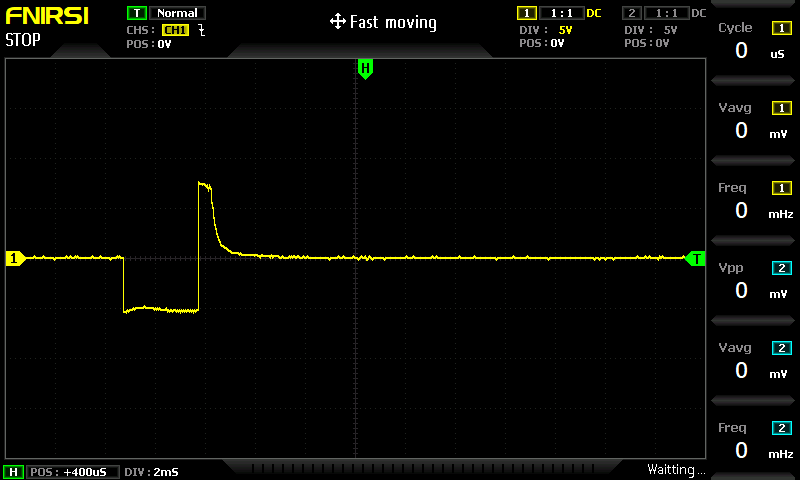 FNIRSI
STOP
T Normal
CHS: CH1
POS:0V
Fast moving
1 1:1 DC
DIV: 5V
POS:0V
2 1:1 DC
DIV: 5V
POS:0V
H
1
T
Cycle 1
0 uS
Vavg 1
0 mV
Freq 1
0 mHz
Vpp 2
0 mV
Vavg 2
0 mV
Freq 2
0 mHz
H POS: +400uS DIV: 2mS
Waitting...